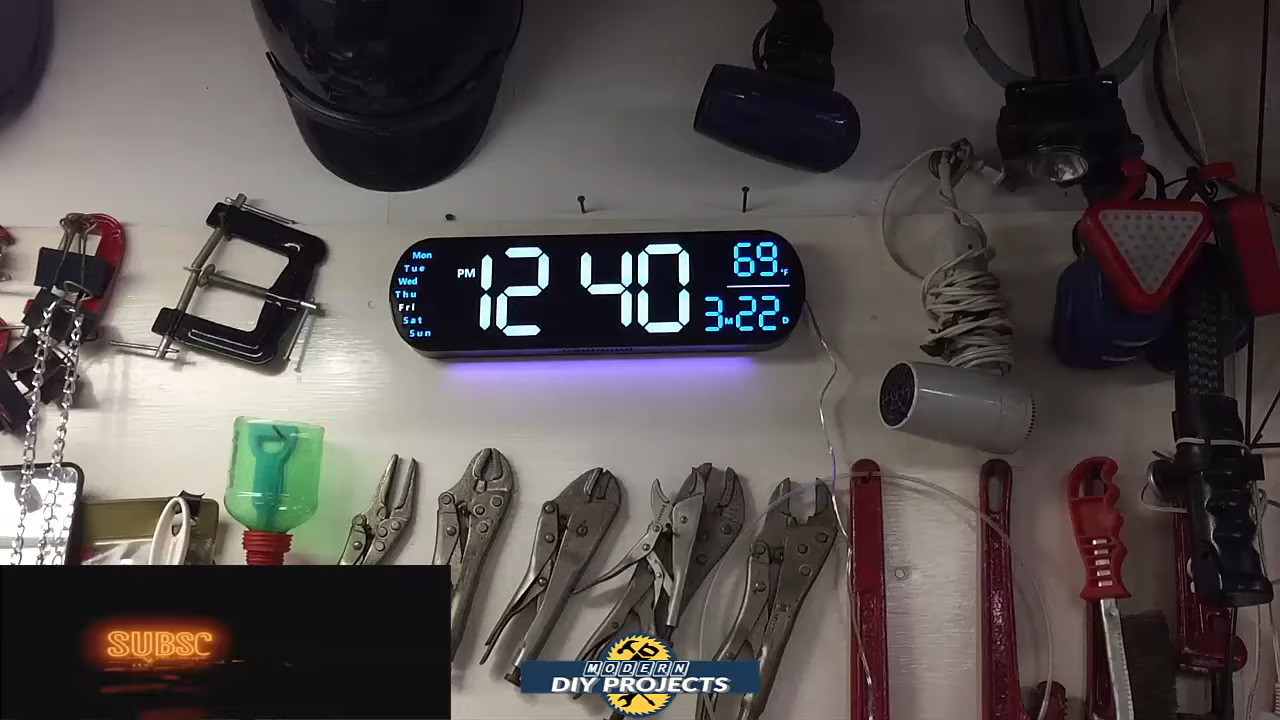 Mon
Tue
Wed
Thu
Fri
Sat
Sun
PM 12 40
69 °F
3 M 22 D
SUBSC
MODERN
DIY PROJECTS